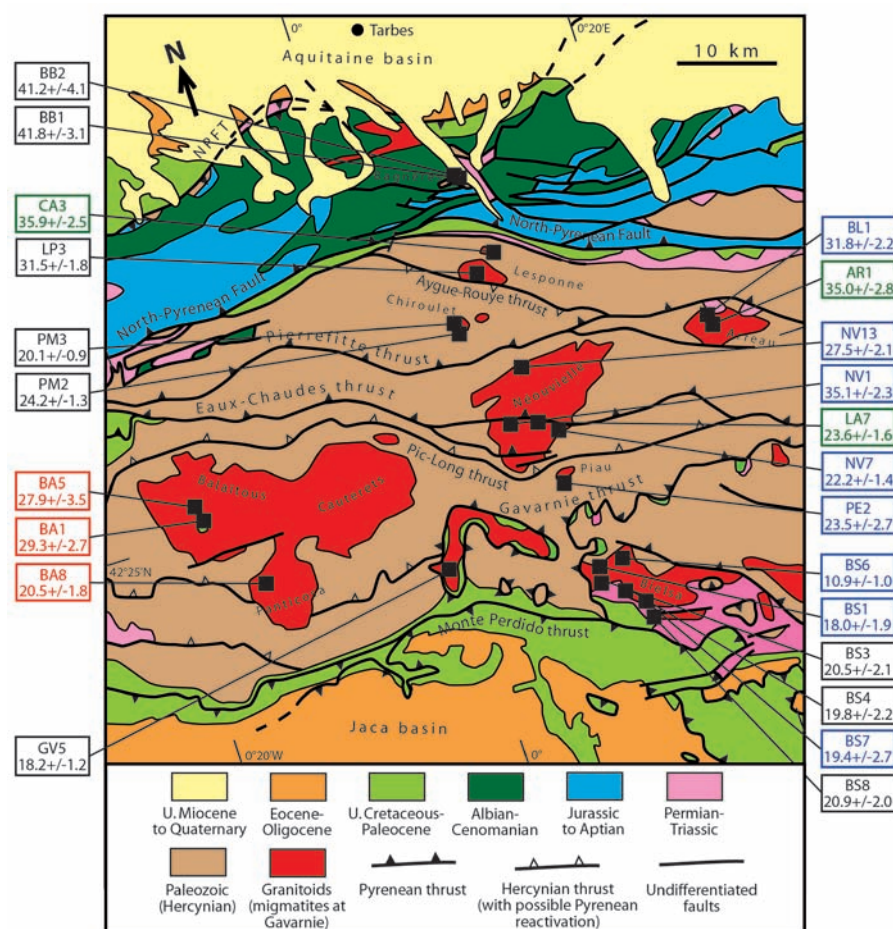 0°
Tarbes
0°20'E
Aquitaine basin
10 km
N
BB2
41.2+/-4.1
BB1
41.8+/-3.1
NPFT
CA3
35.9+/-2.5
LP3
31.5+/-1.8
North-Pyrenean Fault
Lesponne
Aygue-Rouye thrust
Chiroulet
North-Pyrenean Fault
Pierrefitte thrust
Arreau
BL1
31.8+/-2.2
AR1
35.0+/-2.8
NV13
27.5+/-2.1
NV1
35.1+/-2.3
LA7
23.6+/-1.6
NV7
22.2+/-1.4
PE2
23.5+/-2.7
PM3
20.1+/-0.9
PM2
24.2+/-1.3
Eaux-Chaudes thrust
Néouvielle
Pic-Long thrust
Piau
Gavarnie thrust
Balaitous
Cauterets
BA5
27.9+/-3.5
BA1
29.3+/-2.7
BA8
20.5+/-1.8
42°25'N
Panticosa
Bielsa
BS6
10.9+/-1.0
BS1
18.0+/-1.9
BS3
20.5+/-2.1
BS4
19.8+/-2.2
BS7
19.4+/-2.7
BS8
20.9+/-2.0
Monte Perdido thrust
Jaca basin
GV5
18.2+/-1.2
0°20'W
0°
U. Miocene
to Quaternary
Eocene-
Oligocene
U. Cretaceous-
Paleocene
Albian-
Cenomanian
Jurassic
to Aptian
Permian-
Triassic
Paleozoic
(Hercynian)
Granitoids
(migmatites at
Gavarnie)
Pyrenean thrust
Hercynian thrust
(with possible Pyrenean
reactivation)
Undifferentiated
faults